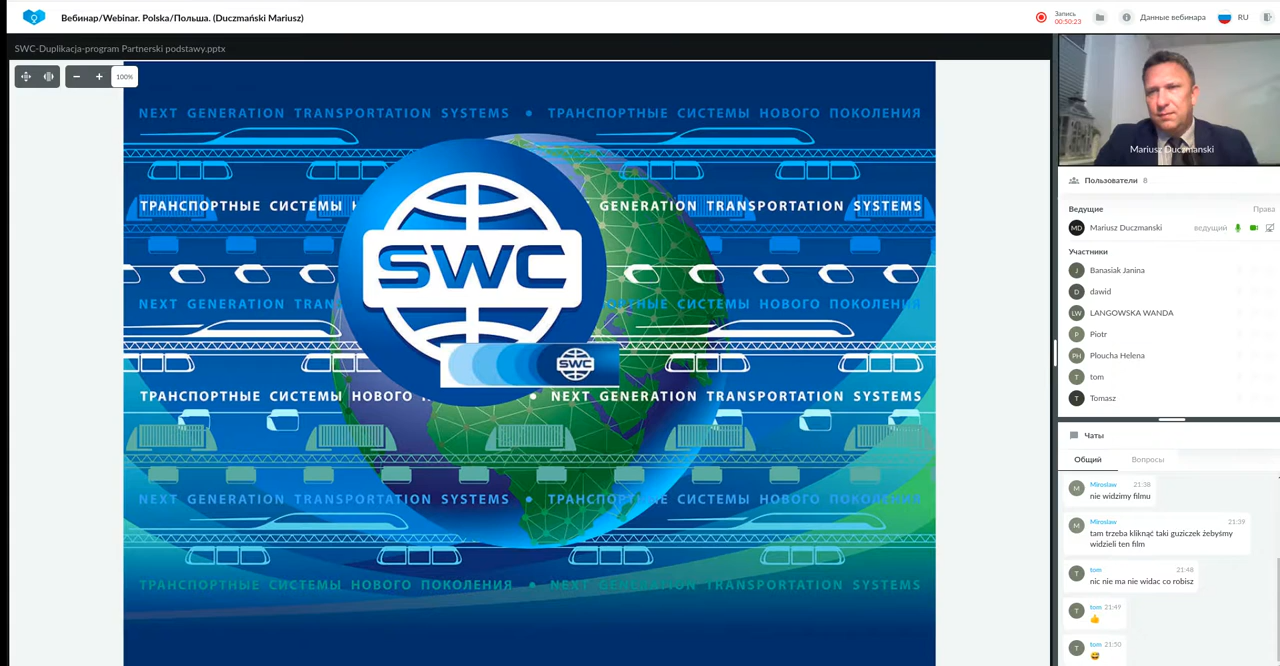 Вебинар/Webinar. Polska/Польша. (Duczmański Mariusz)
Запись
00:50:23
Данные вебинара
RU
SWC-Duplikacja-program Partnerski podstawy.pptx
100%
NEXT GENERATION TRANSPORTATION SYSTEMS • ТРАНСПОРТНЫЕ СИСТЕМЫ НОВОГО ПОКОЛЕНИЯ
ТРАНСПОРТНЫЕ СИСТЕМЫ GENERATION TRANSPORTATION SYSTEMS
SWC
NEXT GENERATION СИСТЕМЫ НОВОГО ПОКОЛЕНИЯ
SWC
ТРАНСПОРТНЫЕ СИСТЕМЫ НОВОГО • NEXT GENERATION TRANSPORTATION SYSTEMS
NEXT GENERATION TRANSPORTATION SYSTEMS • ТРАНСПОРТНЫЕ СИСТЕМЫ НОВОГО ПОКОЛЕНИЯ
ТРАНСПОРТНЫЕ СИСТЕМЫ НОВОГО ПОКОЛЕНИЯ • NEXT GENERATION TRANSPORTATION SYSTEMS
Mariusz Duczmanski
Пользователи 8
Ведущие Права
MD Mariusz Duczmanski ведущий
Участники
J Banasiak Janina
D dawid
LW LANGOWSKA WANDA
P Piotr
PH Ploucha Helena
T tom
T Tomasz
Чаты
Общий Вопросы
M Miroslaw 21:38
nie widzimy filmu
M Miroslaw 21:39
tam trzeba kliknąć taki guziczek żebyśmy
widzieli ten film
T tom 21:48
nic nie ma nie widac co robisz
T tom 21:49
👍
T tom 21:50
😅